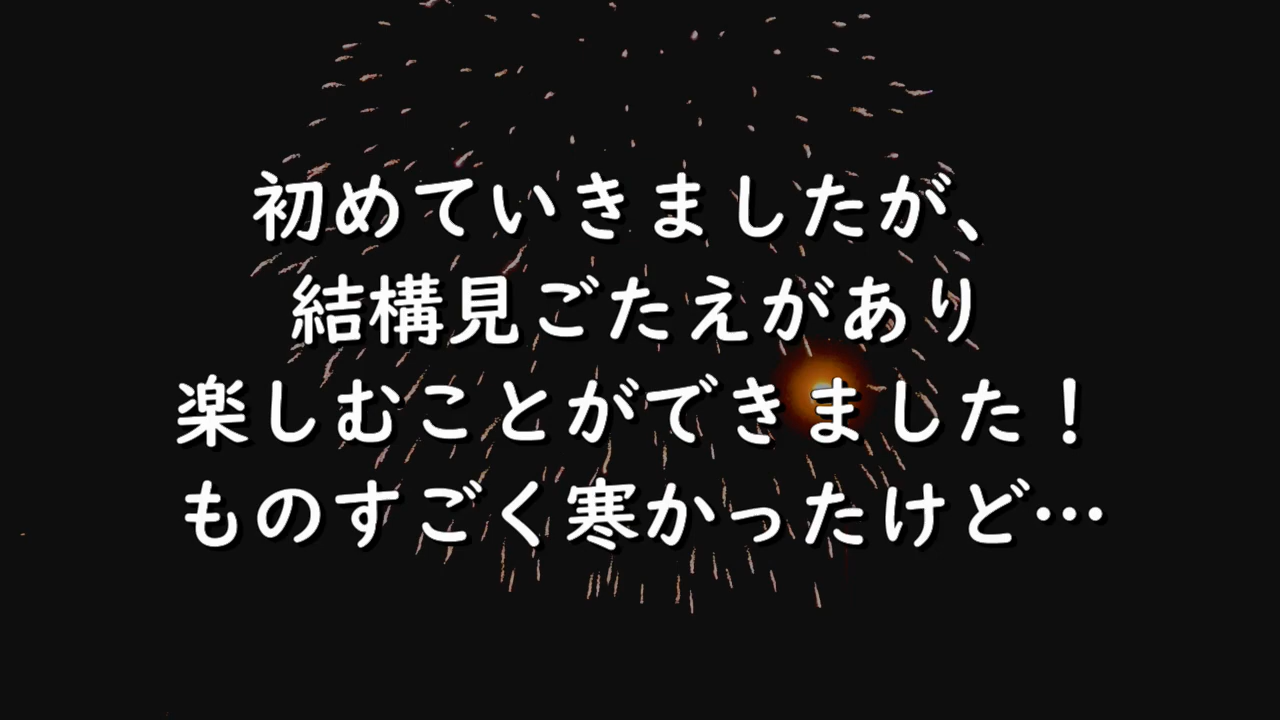 初めていきましたが、
結構見ごたえがあり
楽しむことができました！
ものすごく寒かったけど…